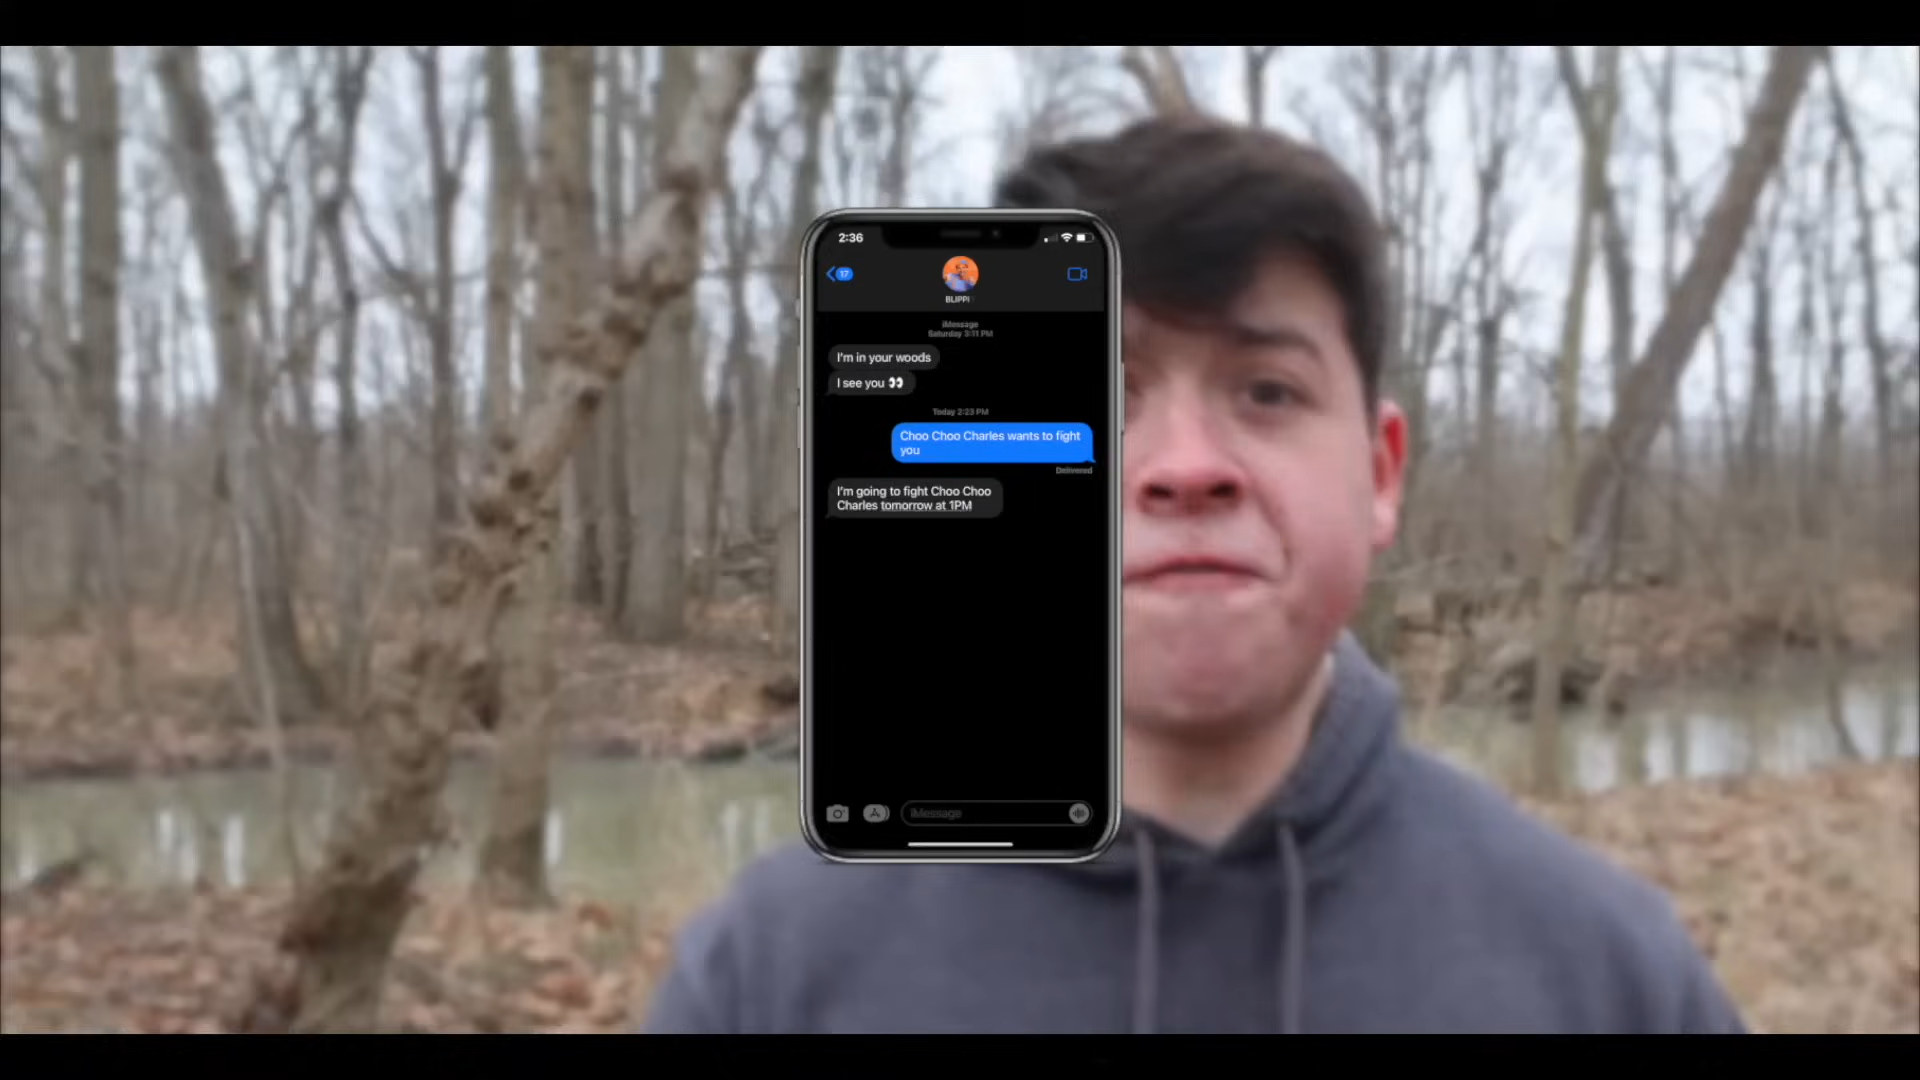 2:36
17
BLIPPI
iMessage
Saturday 3:11 PM
I'm in your woods
I see you 👀
Today 2:23 PM
Choo Choo Charles wants to fight
you
Delivered
I'm going to fight Choo Choo
Charles tomorrow at 1PM
iMessage